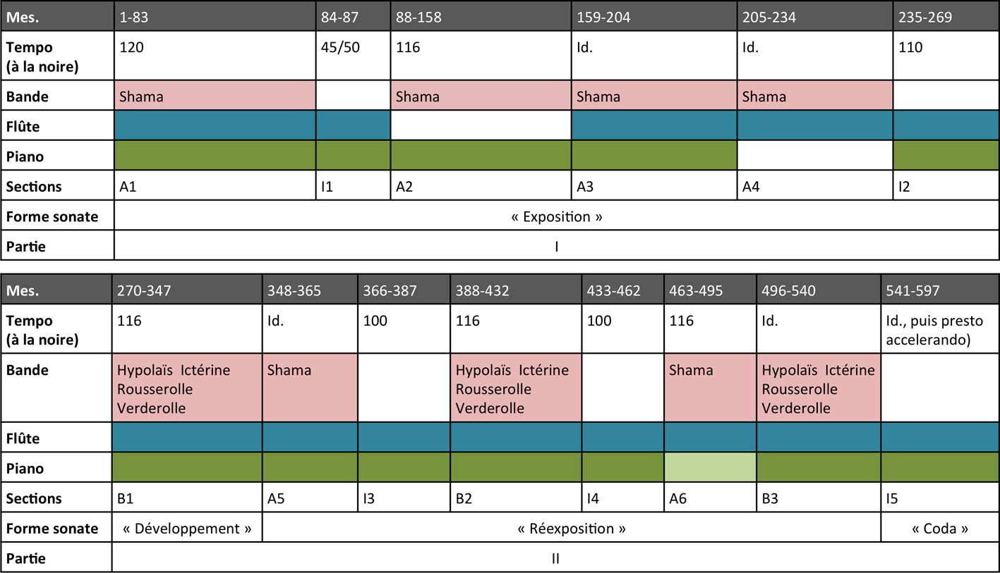 Mes. 1-83 84-87 88-158 159-204 205-234 235-269
Tempo (à la noire) 120 45/50 116 Id. Id. 110
Bande Shama Shama Shama Shama
Flûte
Piano
Sections A1 I1 A2 A3 A4 I2
Forme sonate « Exposition »
Partie I
Mes. 270-347 348-365 366-387 388-432 433-462 463-495 496-540 541-597
Tempo (à la noire) 116 Id. 100 116 100 116 Id. Id., puis presto accelerando)
Bande Hypolaïs Ictérine Rousserolle Verderolle Shama Hypolaïs Ictérine Rousserolle Verderolle Shama Hypolaïs Ictérine Rousserolle Verderolle
Flûte
Piano
Sections B1 A5 I3 B2 I4 A6 B3 I5
Forme sonate « Développement » « Réexposition » « Coda »
Partie II